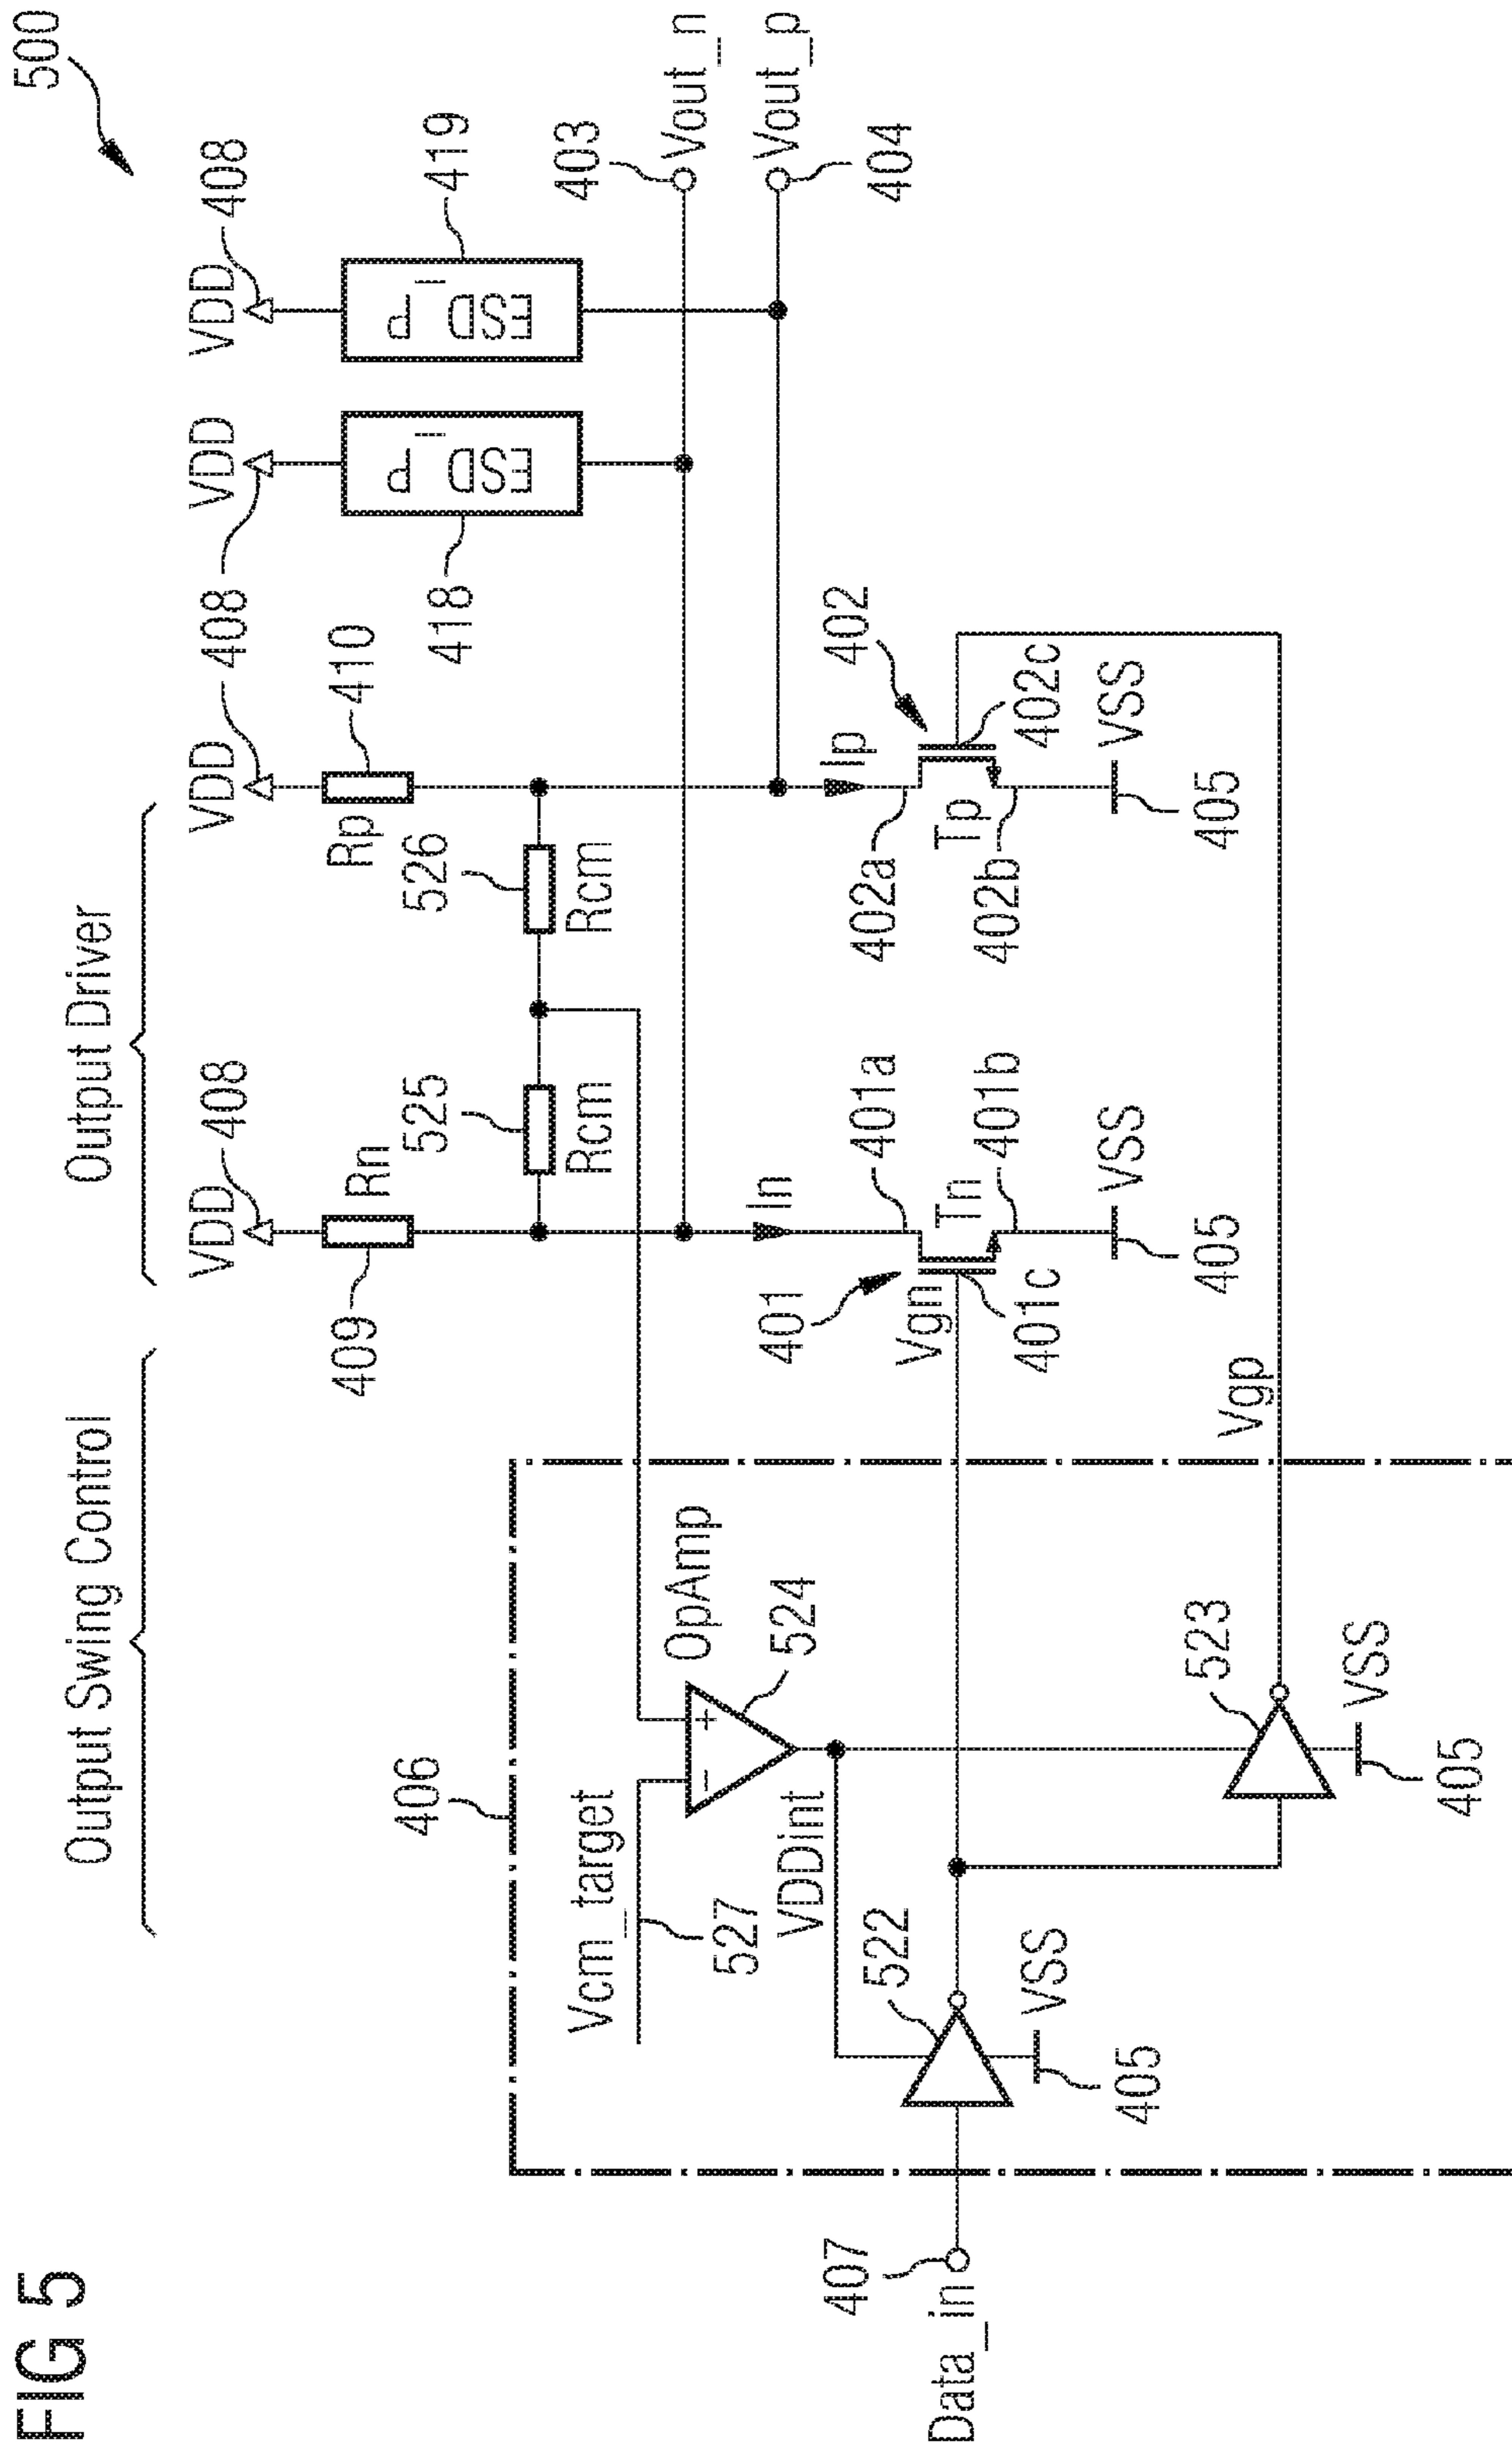 FIG 5
500
Output Swing Control
Output Driver
VDD
408
VDD
408
VDD
408
VDD
408
409
Rn
Rp
410
418
ESD_P
ESD_P
419
406
525
Rcm
526
Rcm
403
Vout_n
Vcm_target
527
OpAmp
524
+
–
VDDint
404
Vout_p
In
Ip
401
401a
Tn
401b
401c
Vgn
402
402a
Tp
402b
402c
VSS
405
VSS
405
407
Data_in
522
VSS
405
523
VSS
405
Vgp